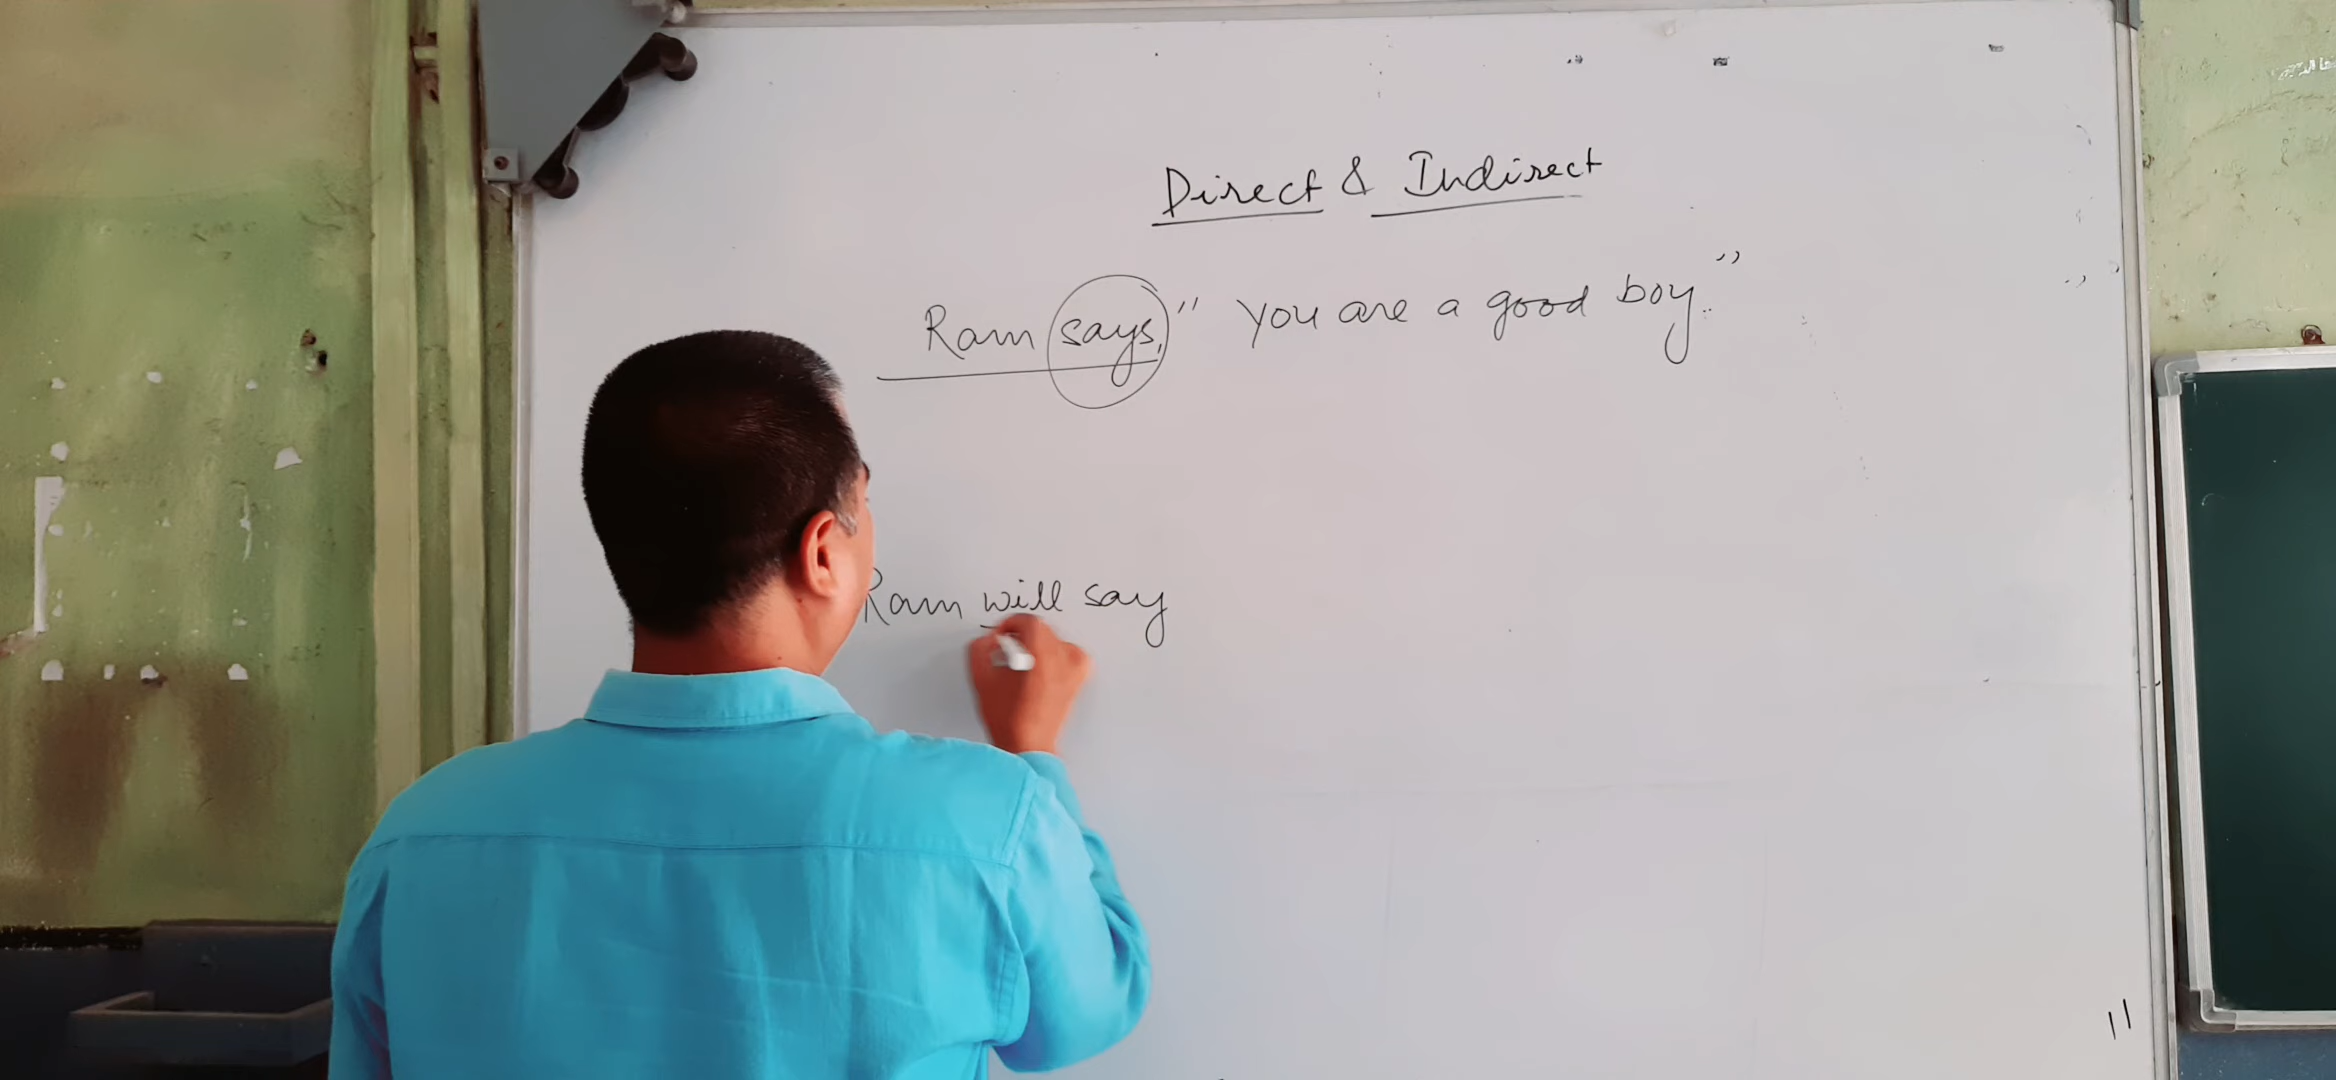 Direct & Indirect
Ram says, " You are a good boy."
Ram will say